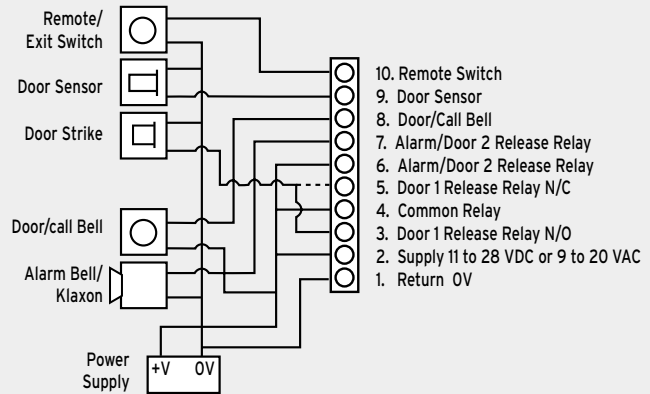 Remote/
Exit Switch
Door Sensor
Door Strike
Door/call Bell
Alarm Bell/
Klaxon
Power
Supply
+V
0V
10. Remote Switch
9. Door Sensor
8. Door/Call Bell
7. Alarm/Door 2 Release Relay
6. Alarm/Door 2 Release Relay
5. Door 1 Release Relay N/C
4. Common Relay
3. Door 1 Release Relay N/O
2. Supply 11 to 28 VDC or 9 to 20 VAC
1. Return 0V